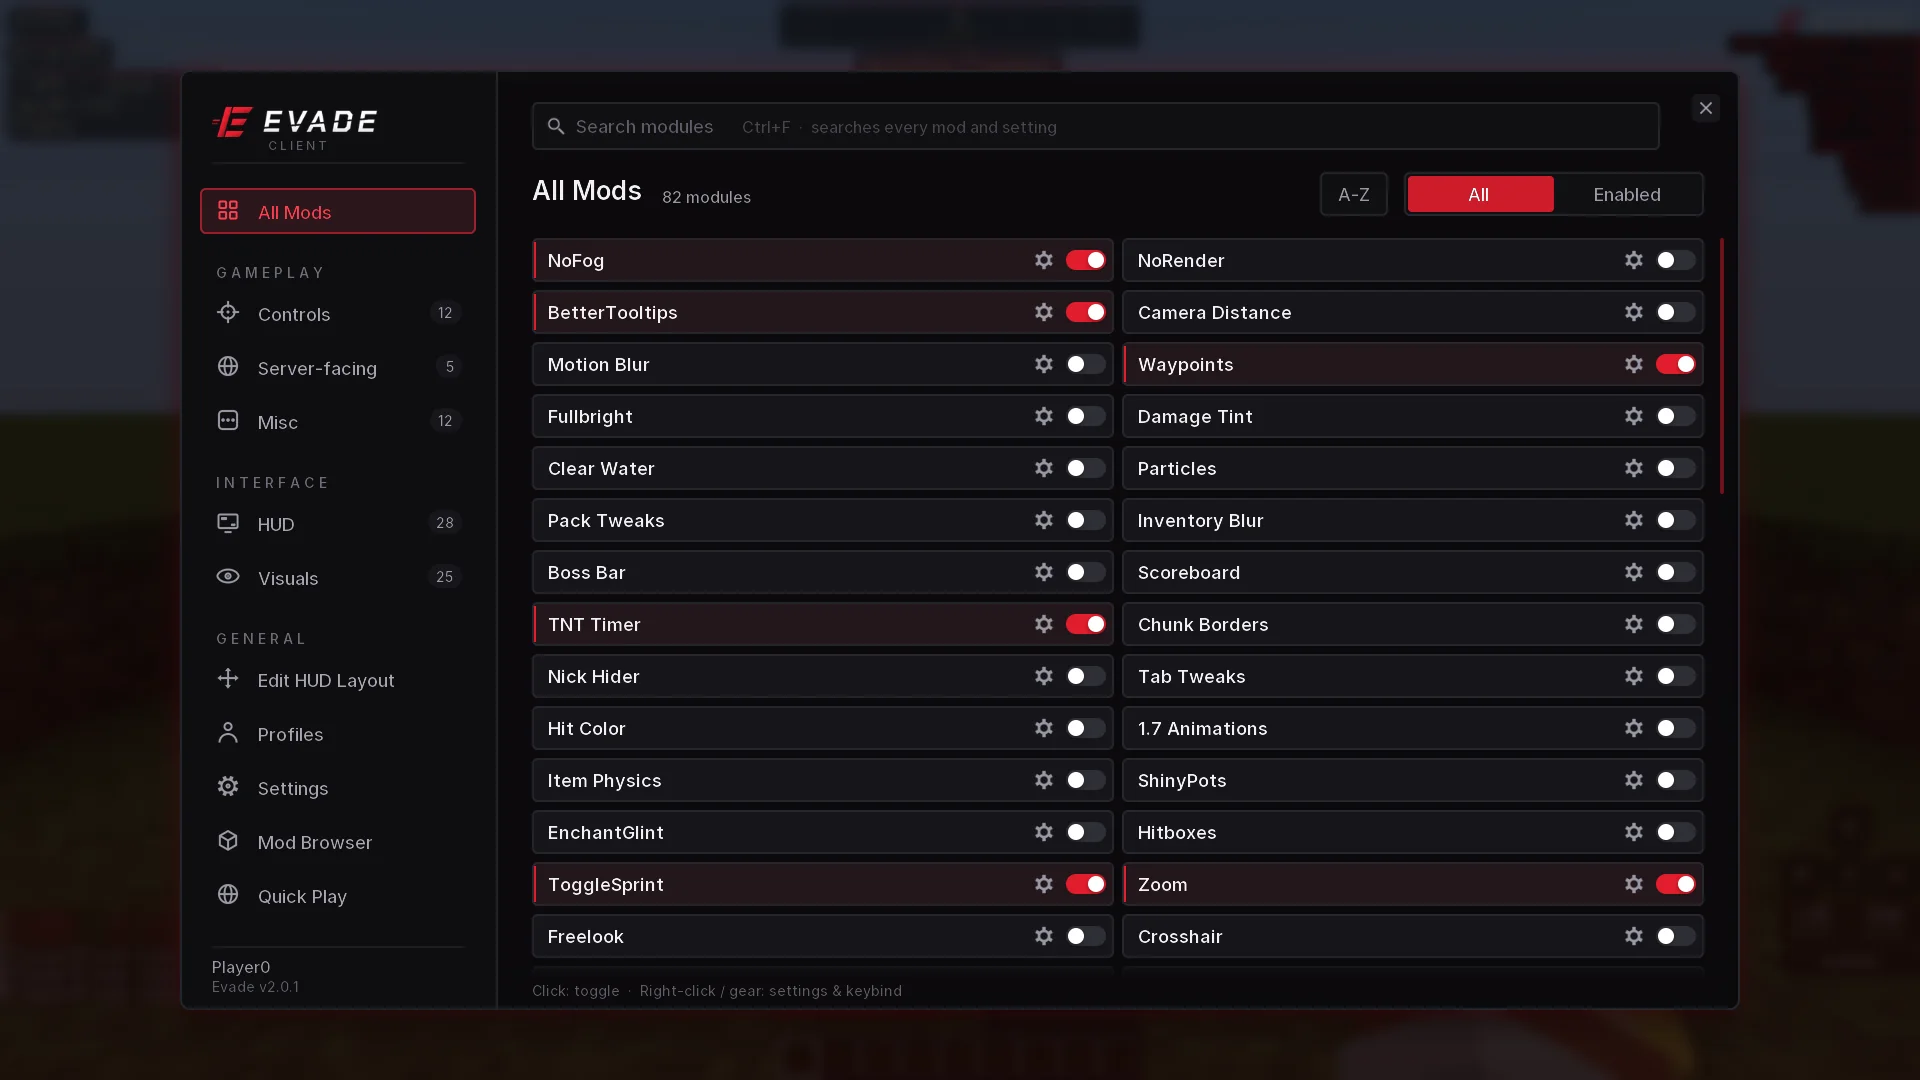 EVADE
CLIENT
Search modules Ctrl+F · searches every mod and setting
All Mods 82 modules
A-Z
All
Enabled
All Mods
GAMEPLAY
Controls 12
Server-facing 5
Misc 12
INTERFACE
HUD 28
Visuals 25
GENERAL
Edit HUD Layout
Profiles
Settings
Mod Browser
Quick Play
Player0
Evade v2.0.1
NoFog
NoRender
BetterTooltips
Camera Distance
Motion Blur
Waypoints
Fullbright
Damage Tint
Clear Water
Particles
Pack Tweaks
Inventory Blur
Boss Bar
Scoreboard
TNT Timer
Chunk Borders
Nick Hider
Tab Tweaks
Hit Color
1.7 Animations
Item Physics
ShinyPots
EnchantGlint
Hitboxes
ToggleSprint
Zoom
Freelook
Crosshair
Click: toggle · Right-click / gear: settings & keybind